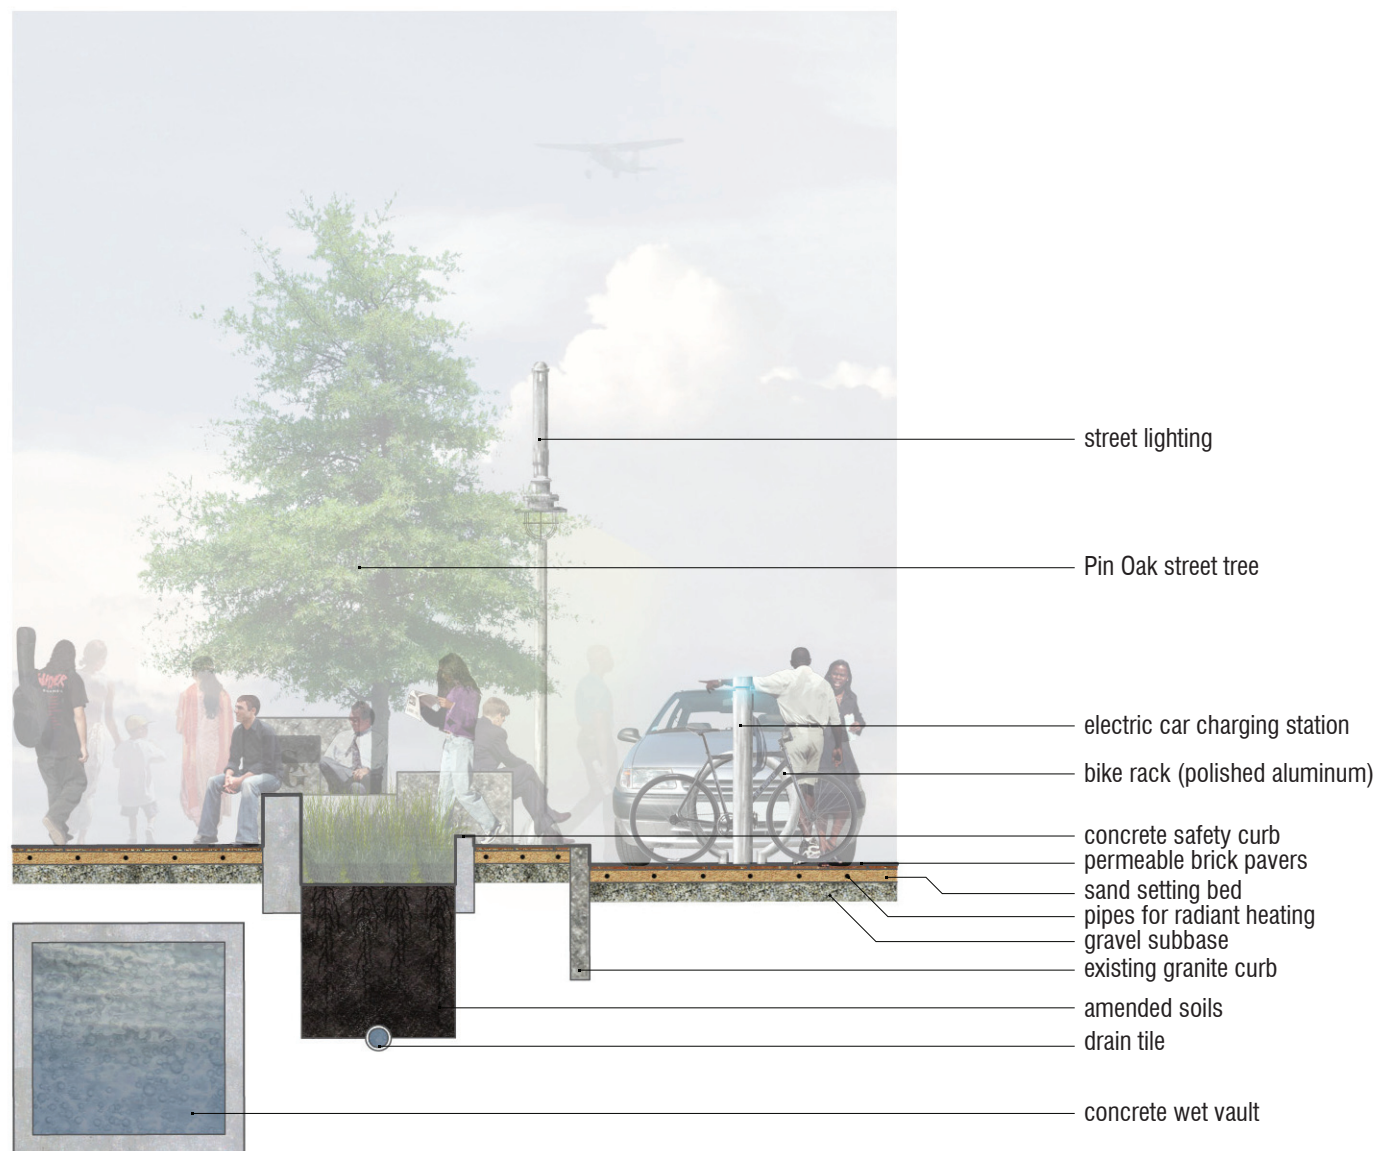 street lighting
Pin Oak street tree
electric car charging station
bike rack (polished aluminum)
concrete safety curb
permeable brick pavers
sand setting bed
pipes for radiant heating
gravel subbase
existing granite curb
amended soils
drain tile
concrete wet vault